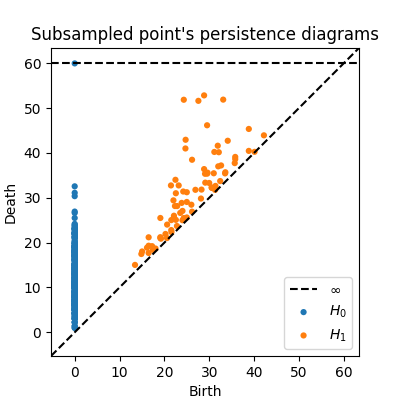 Subsampled point's persistence diagrams
60
50
40
30
20
10
0
Death
0 10 20 30 40 50 60
Birth
∞
H₀
H₁